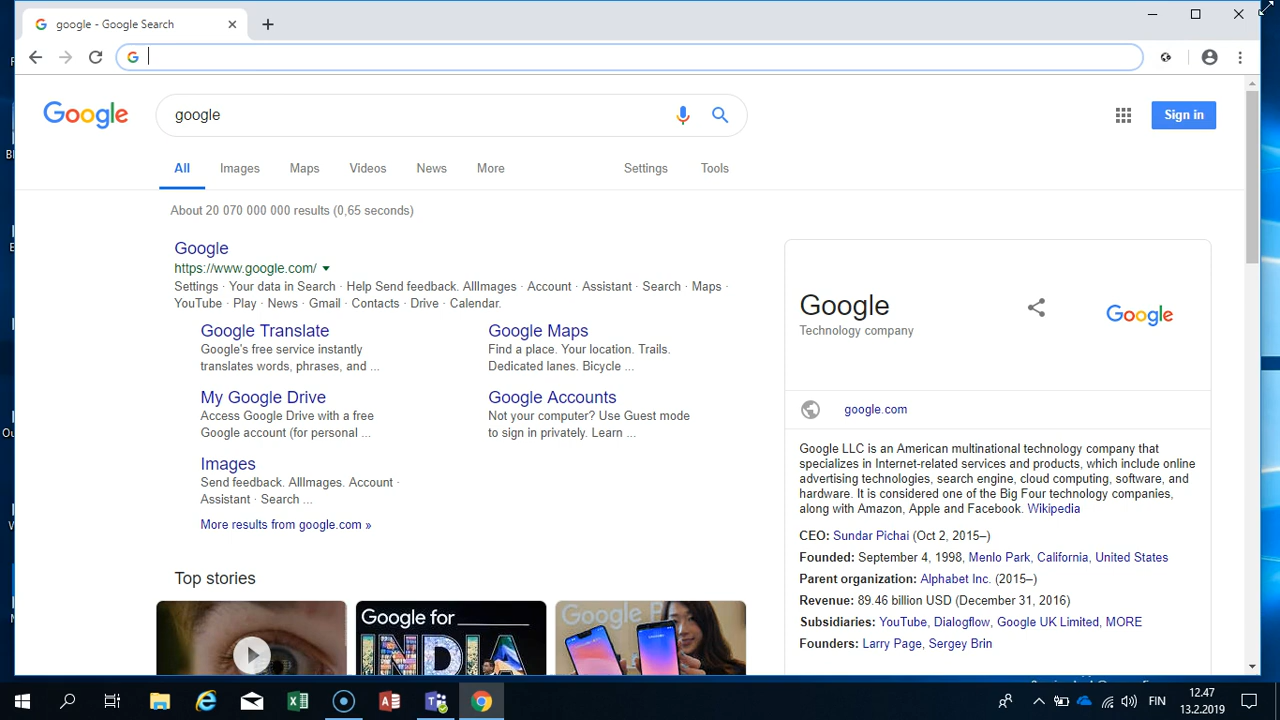 google - Google Search
Google
google
Sign in
All Images Maps Videos News More Settings Tools
About 20 070 000 000 results (0,65 seconds)
Google
https://www.google.com/
Settings · Your data in Search · Help Send feedback. AllImages · Account · Assistant · Search · Maps ·
YouTube · Play · News · Gmail · Contacts · Drive · Calendar.
Google Translate
Google's free service instantly
translates words, phrases, and ...
Google Maps
Find a place. Your location. Trails.
Dedicated lanes. Bicycle ...
My Google Drive
Access Google Drive with a free
Google account (for personal ...
Google Accounts
Not your computer? Use Guest mode
to sign in privately. Learn ...
Images
Send feedback. AllImages. Account ·
Assistant · Search ...
More results from google.com »
Top stories
Google for
INDIA
Google
Google
Technology company
Google
google.com
Google LLC is an American multinational technology company that
specializes in Internet-related services and products, which include online
advertising technologies, search engine, cloud computing, software, and
hardware. It is considered one of the Big Four technology companies,
along with Amazon, Apple and Facebook. Wikipedia
CEO: Sundar Pichai (Oct 2, 2015–)
Founded: September 4, 1998, Menlo Park, California, United States
Parent organization: Alphabet Inc. (2015–)
Revenue: 89.46 billion USD (December 31, 2016)
Subsidiaries: YouTube, Dialogflow, Google UK Limited, MORE
Founders: Larry Page, Sergey Brin
FIN
12.47
13.2.2019